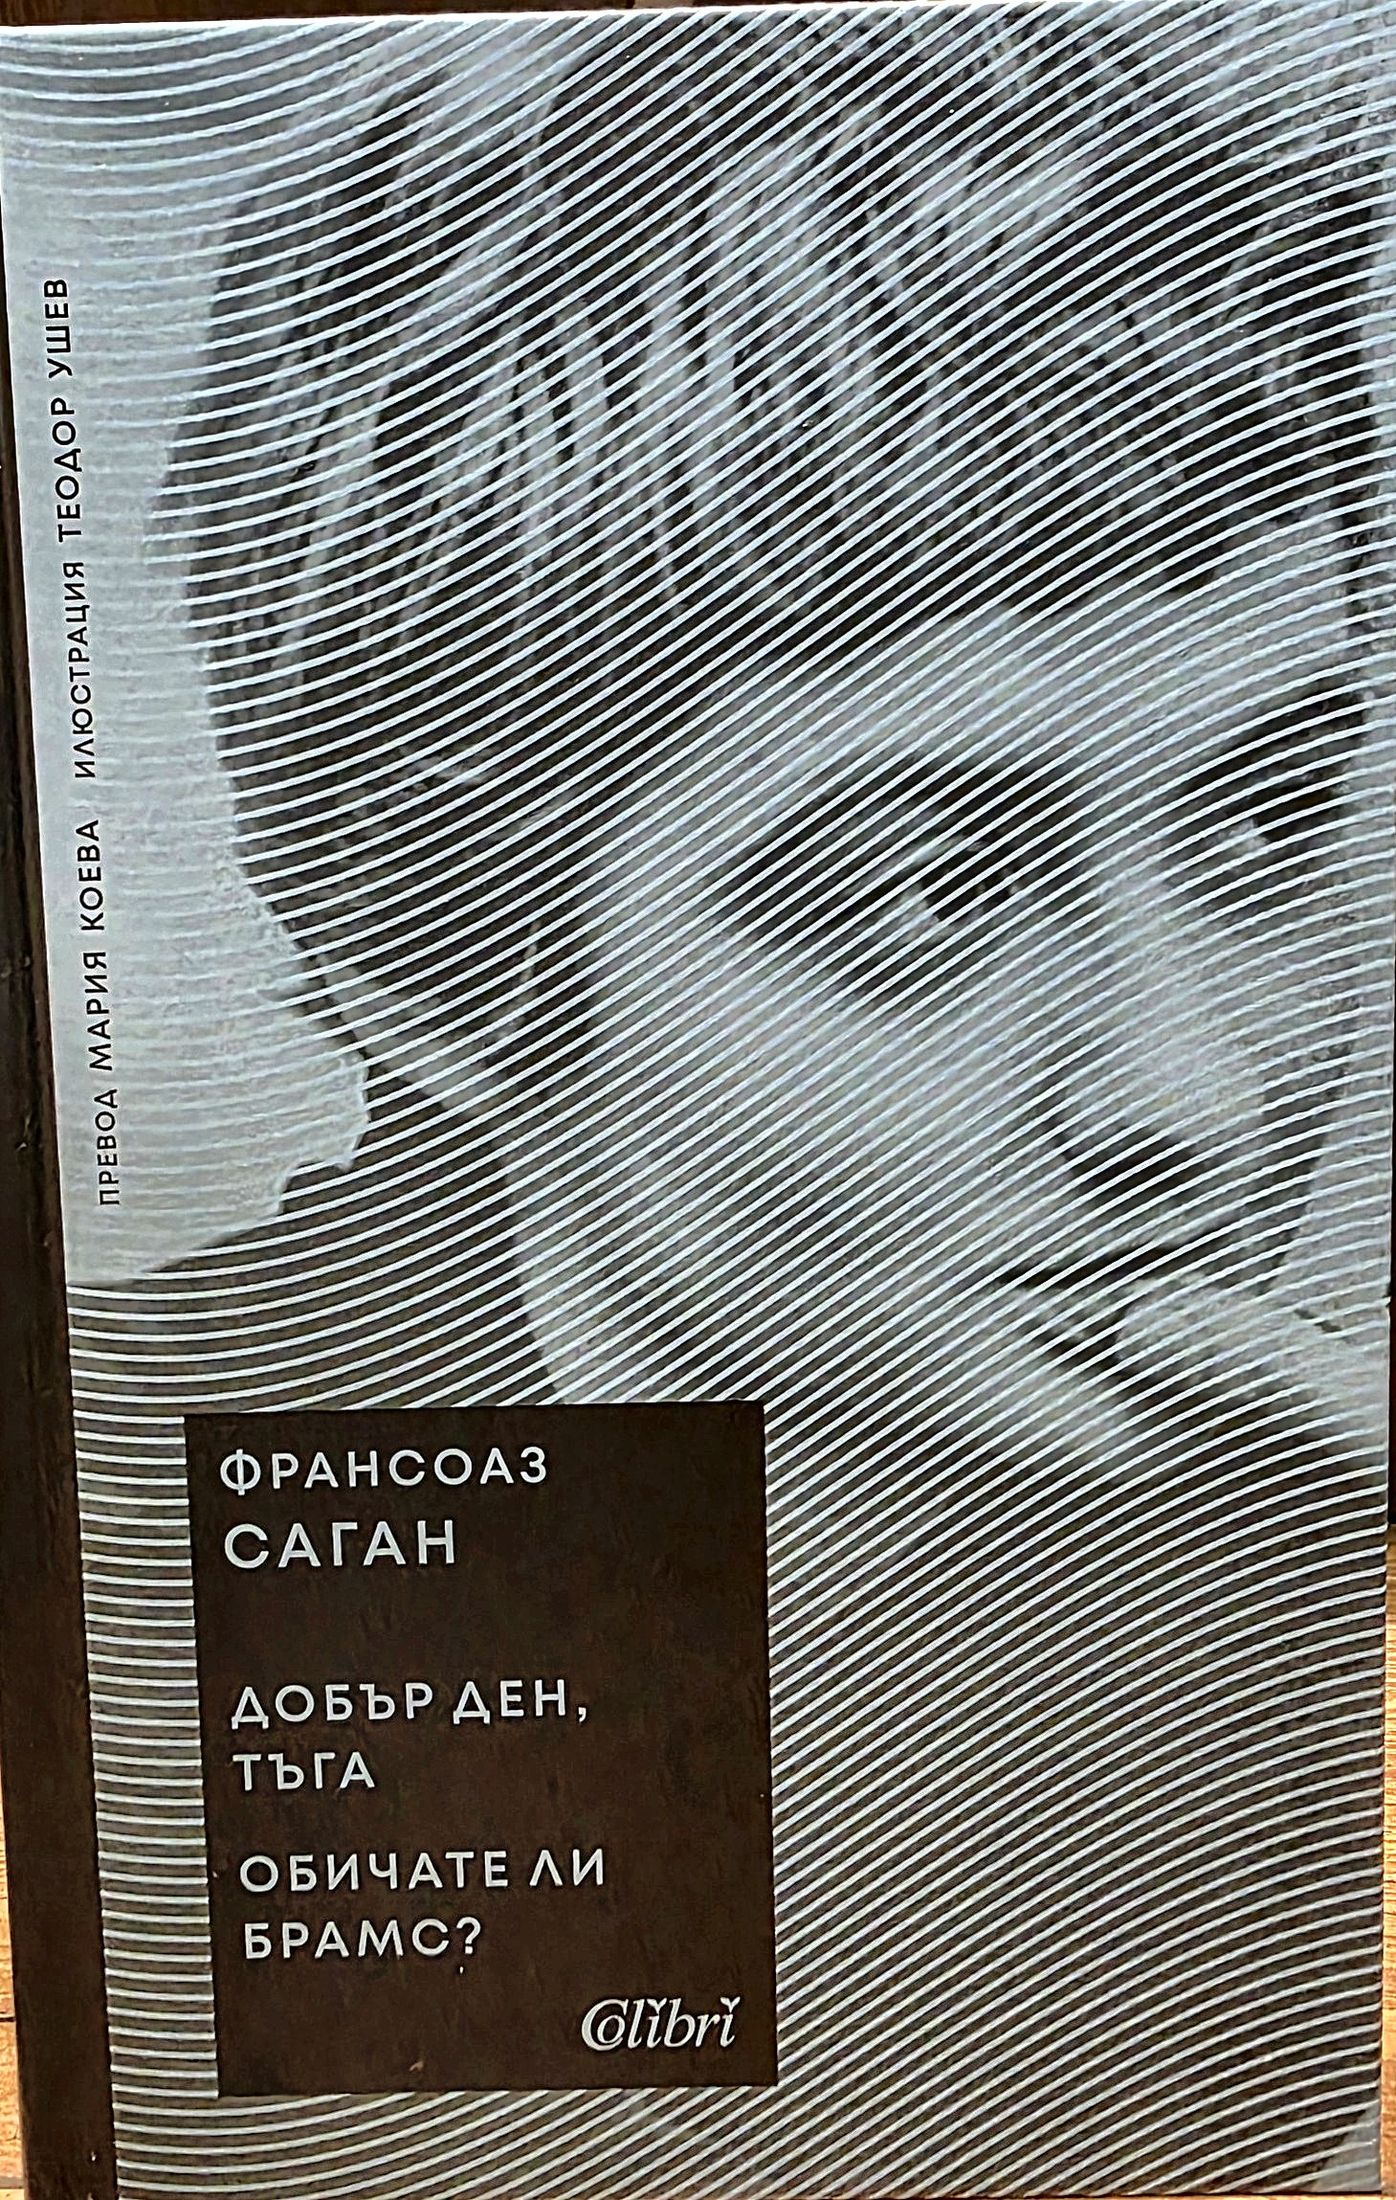 ПРЕВОД МАРИЯ КОЕВА ИЛЮСТРАЦИЯ ТЕОДОР УШЕВ
ФРАНСОАЗ
САГАН
ДОБЪР ДЕН,
ТЪГА
ОБИЧАТЕ ЛИ
БРАМС?
Colibri